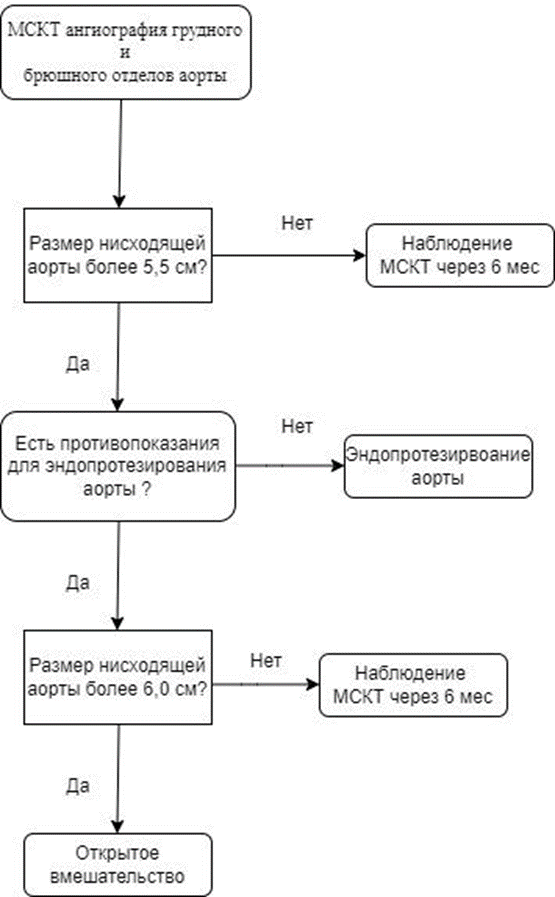 МСКТ ангиография грудного
и
брюшного отделов аорты
Размер нисходящей
аорты более 5,5 см?
Нет
Наблюдение
МСКТ через 6 мес
Да
Есть противопоказания
для эндопротезирования
аорты ?
Нет
Эндопротезирвоание
аорты
Да
Размер нисходящей
аорты более 6,0 см?
Нет
Наблюдение
МСКТ через 6 мес
Да
Открытое
вмешательство